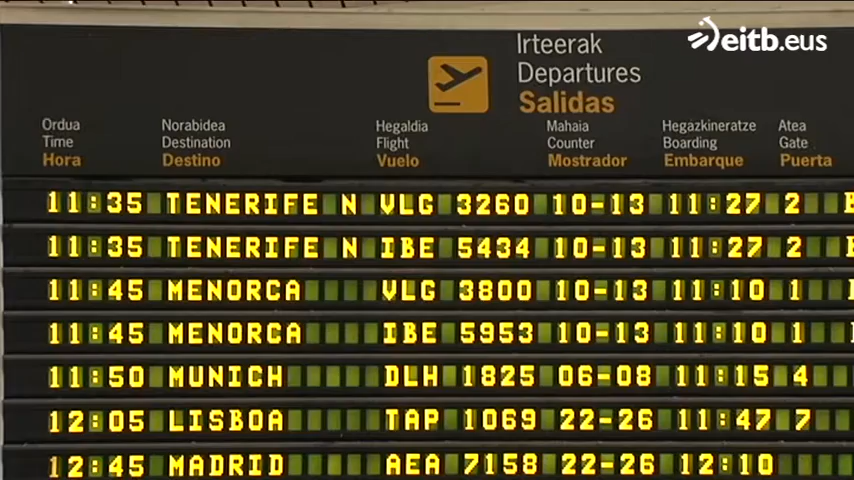 eitb.eus
Irteerak
Departures
Salidas
Ordua Norabidea Hegaldia Mahaia Hegazkineratze Atea
Time Destination Flight Counter Boarding Gate
Hora Destino Vuelo Mostrador Embarque Puerta
11:35 TENERIFE N VLG 3260 10-13 11:27 2
11:35 TENERIFE N IBE 5434 10-13 11:27 2
11:45 MENORCA VLG 3800 10-13 11:10 1
11:45 MENORCA IBE 5953 10-13 11:10 1
11:50 MUNICH DLH 1825 06-08 11:15 4
12:05 LISBOA TAP 1069 22-26 11:47 7
12:45 MADRID AEA 7158 22-26 12:10